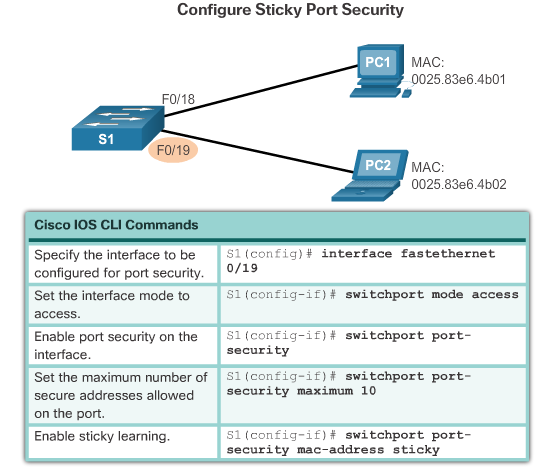 Configure Sticky Port Security
PC1
MAC:
0025.83e6.4b01
F0/18
S1
F0/19
PC2
MAC:
0025.83e6.4b02
Cisco IOS CLI Commands
Specify the interface to be
configured for port security.
S1(config)# interface fastethernet
0/19
Set the interface mode to
access.
S1(config-if)# switchport mode access
Enable port security on the
interface.
S1(config-if)# switchport port-
security
Set the maximum number of
secure addresses allowed
on the port.
S1(config-if)# switchport port-
security maximum 10
Enable sticky learning.
S1(config-if)# switchport port-
security mac-address sticky